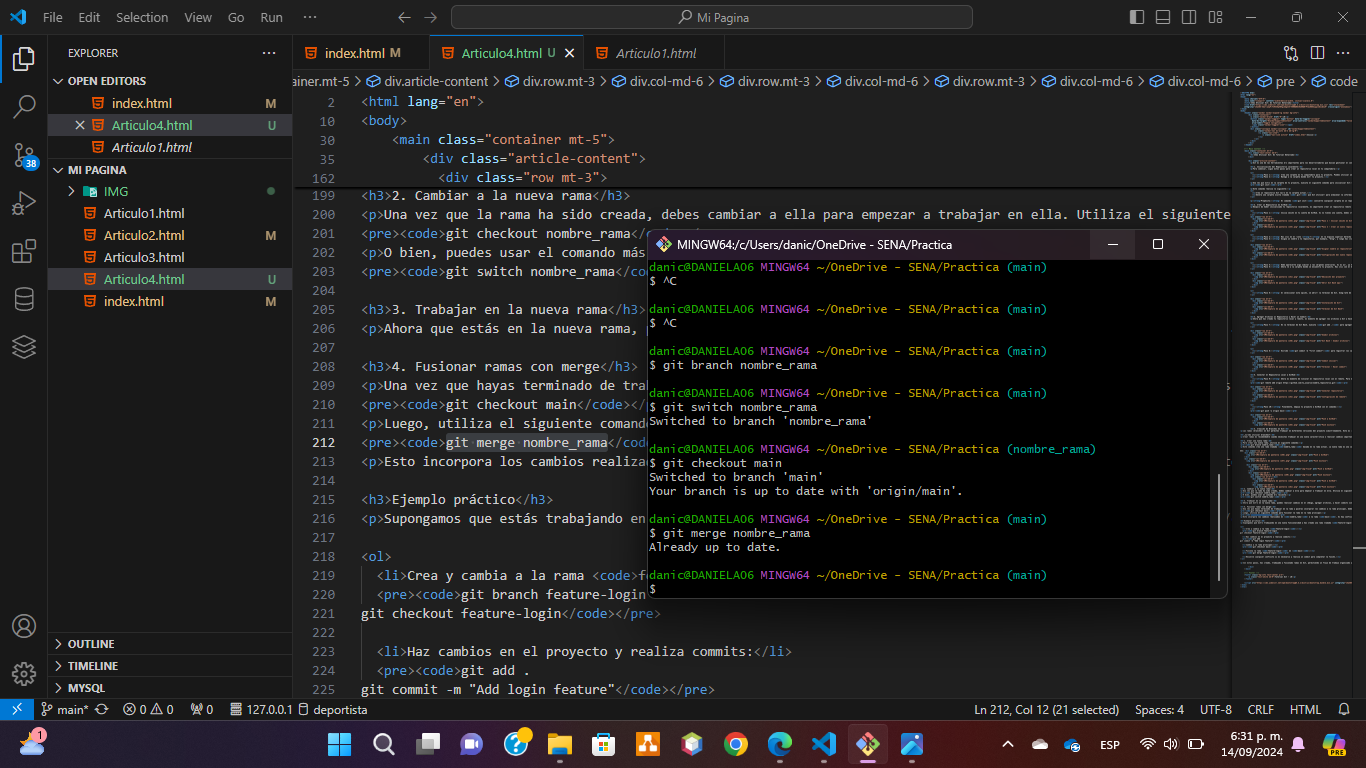 File Edit Selection View Go Run ···
Mi Pagina
EXPLORER
OPEN EDITORS
index.html M
Articulo4.html U
Articulo1.html
MI PAGINA
IMG
Articulo1.html
Articulo2.html M
Articulo3.html
Articulo4.html U
index.html M
OUTLINE
TIMELINE
MYSQL
38
index.html M
Articulo4.html U
Articulo1.html
ainer.mt-5 > div.article-content > div.row.mt-3 > div.col-md-6 > div.row.mt-3 > div.col-md-6 > div.row.mt-3 > div.col-md-6 > div.col-md-6 > pre > code
2 <html lang="en">
10 <body>
30 <main class="container mt-5">
35 <div class="article-content">
162 <div class="row mt-3">
199 <h3>2. Cambiar a la nueva rama</h3>
200 <p>Una vez que la rama ha sido creada, debes cambiar a ella para empezar a trabajar en ella. Utiliza el siguiente
201 <pre><code>git checkout nombre_rama</
202 <p>O bien, puedes usar el comando más
203 <pre><code>git switch nombre_rama</co
204
205 <h3>3. Trabajar en la nueva rama</h3>
206 <p>Ahora que estás en la nueva rama,
207
208 <h3>4. Fusionar ramas con merge</h3>
209 <p>Una vez que hayas terminado de tra
210 <pre><code>git checkout main</code></
211 <p>Luego, utiliza el siguiente comand
212 <pre><code>git merge nombre_rama</cod
213 <p>Esto incorpora los cambios realiza
214
215 <h3>Ejemplo práctico</h3>
216 <p>Supongamos que estás trabajando en
217
218 <ol>
219 <li>Crea y cambia a la rama <code>f
220 <pre><code>git branch feature-login
221 git checkout feature-login</code></pre>
222
223 <li>Haz cambios en el proyecto y realiza commits:</li>
224 <pre><code>git add .
225 git commit -m "Add login feature"</code></pre>
MINGW64:/c/Users/danic/OneDrive - SENA/Practica
danic@DANIELA06 MINGW64 ~/OneDrive - SENA/Practica (main)
$ ^C
danic@DANIELA06 MINGW64 ~/OneDrive - SENA/Practica (main)
$ ^C
danic@DANIELA06 MINGW64 ~/OneDrive - SENA/Practica (main)
$ git branch nombre_rama
danic@DANIELA06 MINGW64 ~/OneDrive - SENA/Practica (main)
$ git switch nombre_rama
Switched to branch 'nombre_rama'
danic@DANIELA06 MINGW64 ~/OneDrive - SENA/Practica (nombre_rama)
$ git checkout main
Switched to branch 'main'
Your branch is up to date with 'origin/main'.
danic@DANIELA06 MINGW64 ~/OneDrive - SENA/Practica (main)
$ git merge nombre_rama
Already up to date.
danic@DANIELA06 MINGW64 ~/OneDrive - SENA/Practica (main)
$
main* 0 0 0 127.0.0.1 deportista
Ln 212, Col 12 (21 selected) Spaces: 4 UTF-8 CRLF HTML
1
ESP
6:31 p. m.
14/09/2024
PRE